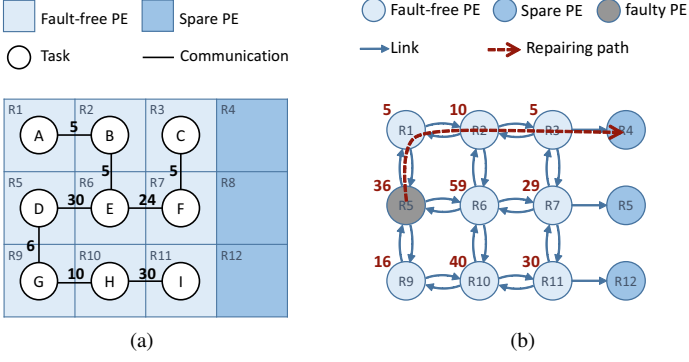 Fault-free PE
Spare PE
Task
Communication
R1
R2
R3
R4
A
5
B
C
5
5
R5
R6
R7
R8
D
30
E
24
F
6
R9
R10
R11
R12
G
10
H
30
I
(a)
Fault-free PE
Spare PE
faulty PE
Link
Repairing path
5
10
5
R1
R2
R3
R4
36
59
29
R5
R6
R7
R5
16
40
30
R9
R10
R11
R12
(b)